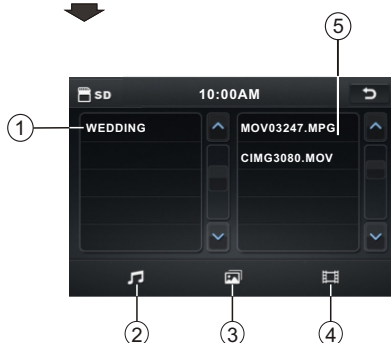 5
SD 10:00AM
1 WEDDING MOV03247.MPG
CIMG3080.MOV
2 3 4